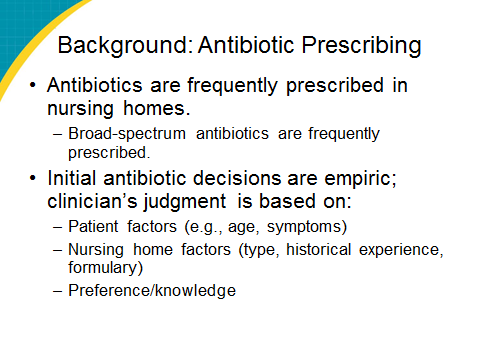 Background: Antibiotic Prescribing
• Antibiotics are frequently prescribed in
nursing homes.
– Broad-spectrum antibiotics are frequently
prescribed.
• Initial antibiotic decisions are empiric;
clinician’s judgment is based on:
– Patient factors (e.g., age, symptoms)
– Nursing home factors (type, historical experience,
formulary)
– Preference/knowledge